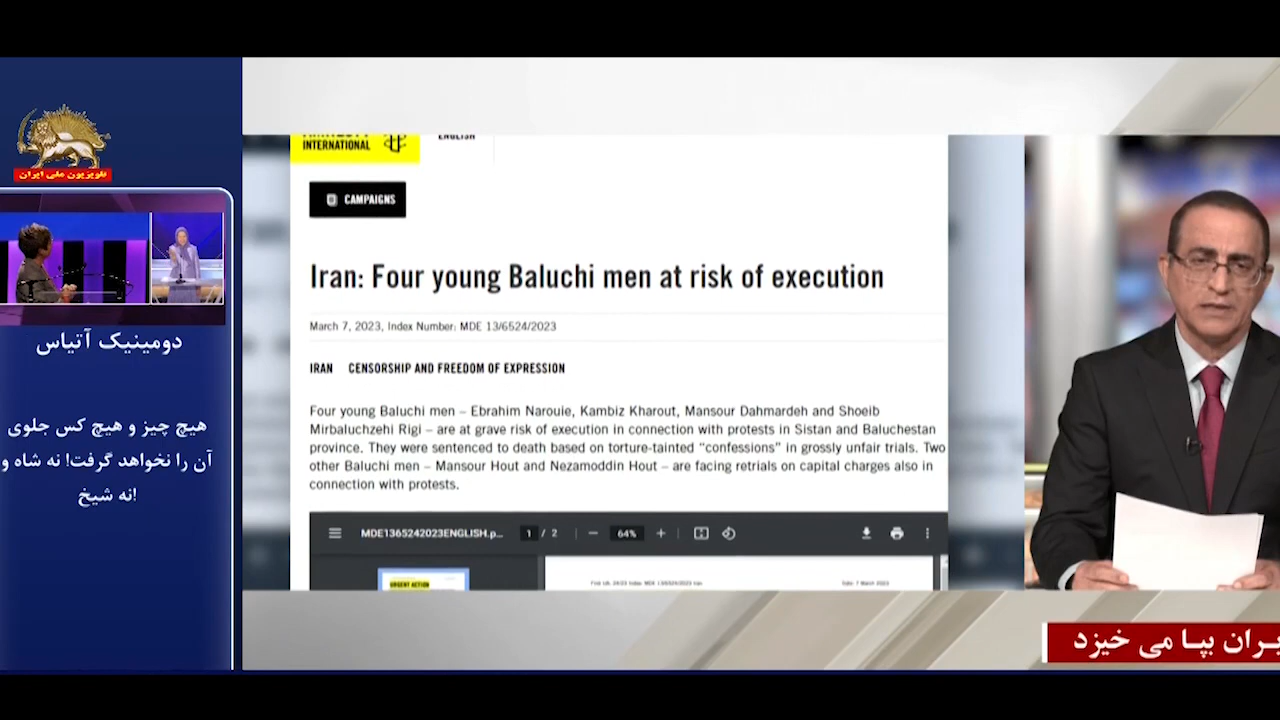 تلویزیون ملی ایران
دومینیک آتیاس
هیچ چیز و هیچ کس جلوی
آن را نخواهد گرفت! نه شاه و
نه شیخ!
INTERNATIONAL
ENGLISH
CAMPAIGNS
Iran: Four young Baluchi men at risk of execution
March 7, 2023, Index Number: MDE 13/6524/2023
IRAN CENSORSHIP AND FREEDOM OF EXPRESSION
Four young Baluchi men – Ebrahim Narouie, Kambiz Kharout, Mansour Dahmardeh and Shoeib
Mirbaluchzehi Rigi – are at grave risk of execution in connection with protests in Sistan and Baluchestan
province. They were sentenced to death based on torture-tainted “confessions” in grossly unfair trials. Two
other Baluchi men – Mansour Hout and Nezamoddin Hout – are facing retrials on capital charges also in
connection with protests.
MDE1365242023ENGLISH.p... 1 / 2 64%
URGENT ACTION
بپا می خیزد